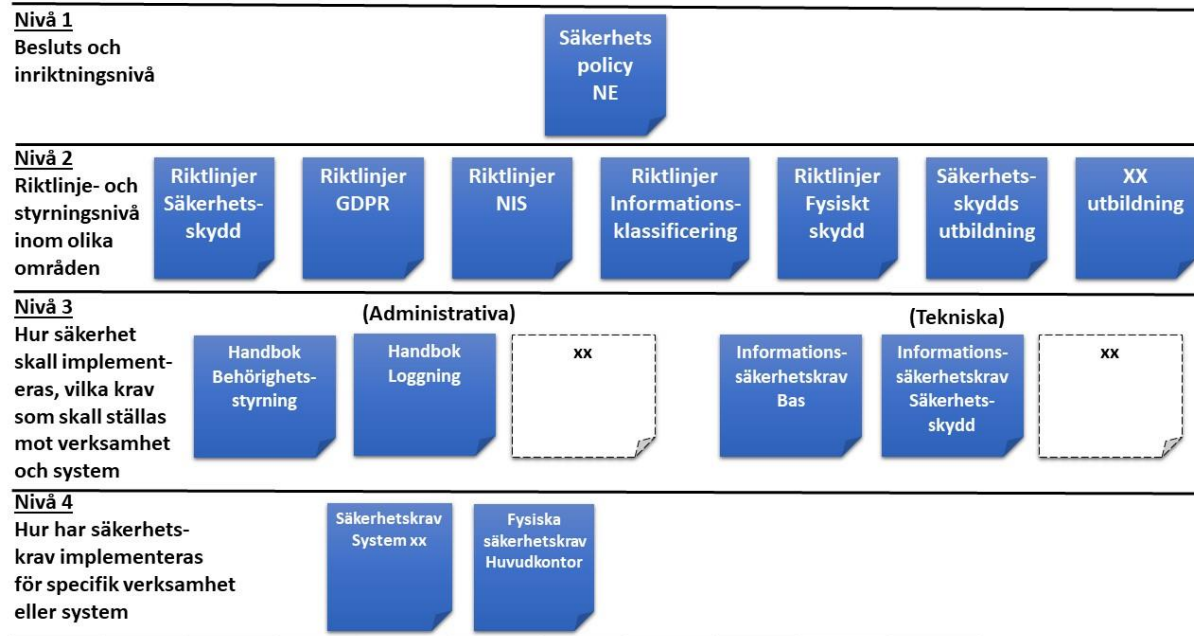 Nivå 1
Besluts och
inriktningsnivå
Säkerhets
policy
NE
Nivå 2
Riktlinje- och
styrningsnivå
inom olika
områden
Riktlinjer
Säkerhets-
skydd
Riktlinjer
GDPR
Riktlinjer
NIS
Riktlinjer
Informations-
klassificering
Riktlinjer
Fysiskt
skydd
Säkerhets-
skydds
utbildning
XX
utbildning
Nivå 3
Hur säkerhet
skall implement-
eras, vilka krav
som skall ställas
mot verksamhet
och system
(Administrativa)
Handbok
Behörighets-
styrning
Handbok
Loggning
xx
(Tekniska)
Informations-
säkerhetskrav
Bas
Informations-
säkerhetskrav
Säkerhets-
skydd
xx
Nivå 4
Hur har säkerhets-
krav implementeras
för specifik verksamhet
eller system
Säkerhetskrav
System xx
Fysiska
säkerhetskrav
Huvudkontor